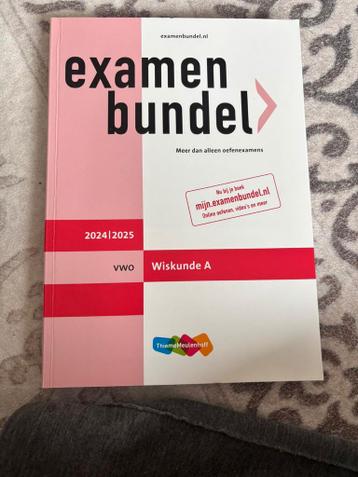 examenbundel.nl
examen
bundel
Meer dan alleen oefenexamens
Nu bij je boek
mijn.examenbundel.nl
Online oefenen, video's en meer
2024|2025
vwo
Wiskunde A
ThiemeMeulenhoff